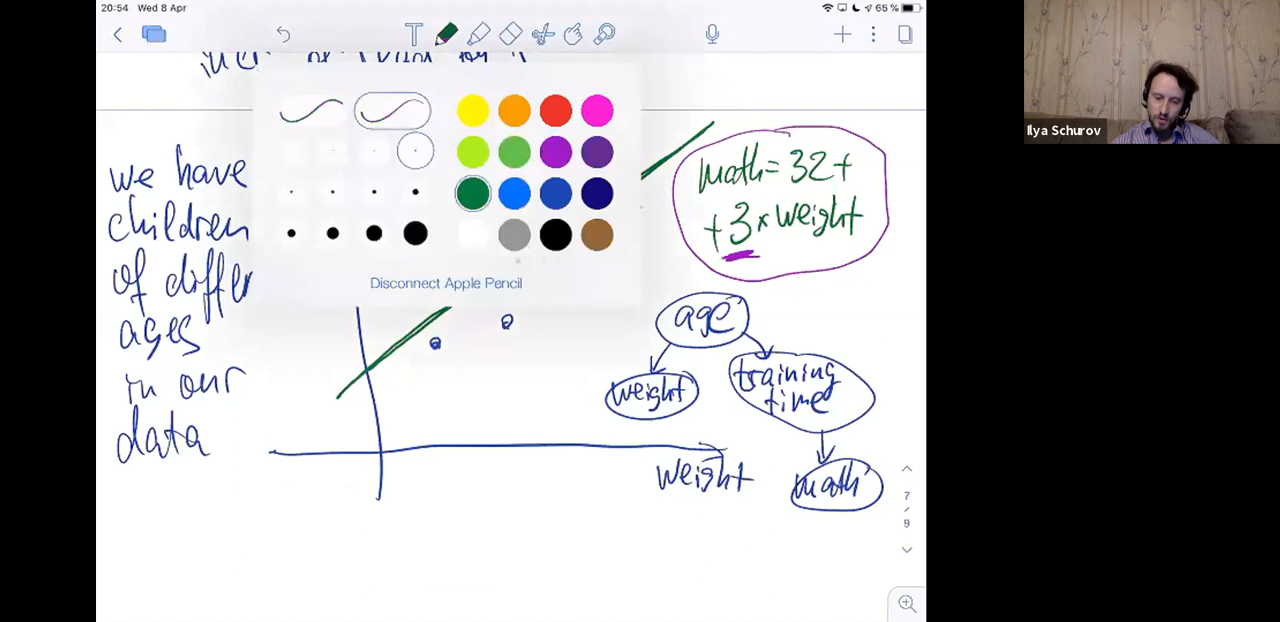 20:54 Wed 8 Apr
65 %
we have
children
of differ
ages
in our
data
Disconnect Apple Pencil
math = 32 +
+ 3 × weight
age
weight
training
time
math
weight
7
9
Ilya Schurov